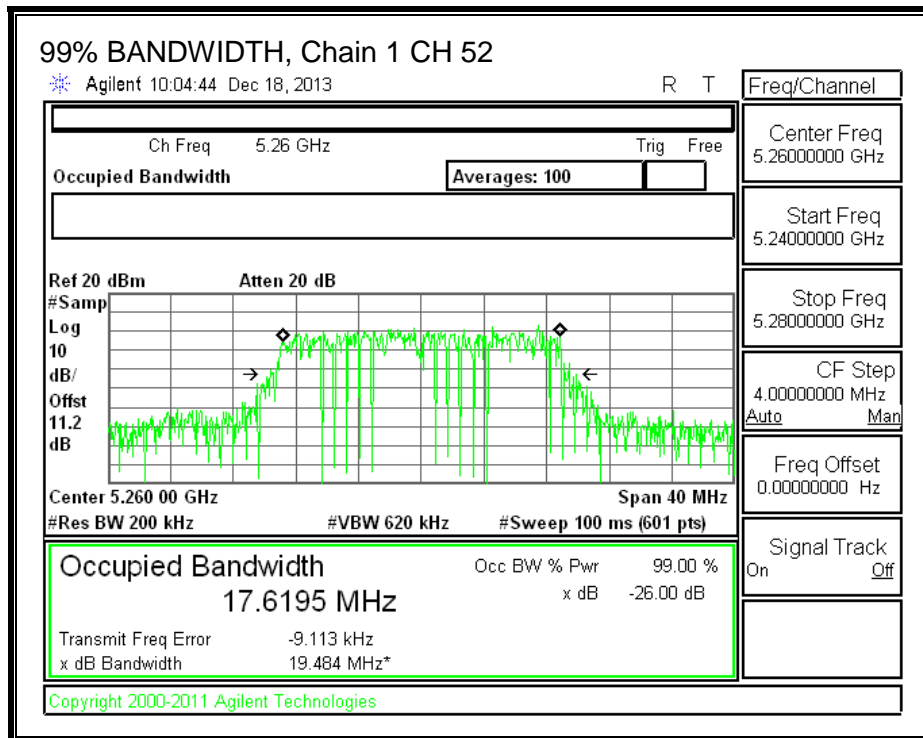 99% BANDWIDTH, Chain 1 CH 52
Agilent 10:04:44 Dec 18, 2013 R T
Freq/Channel
Ch Freq 5.26 GHz Trig Free
Occupied Bandwidth Averages: 100
Center Freq
5.26000000 GHz
Start Freq
5.24000000 GHz
Stop Freq
5.28000000 GHz
CF Step
4.00000000 MHz
Auto Man
Freq Offset
0.00000000 Hz
Signal Track
On Off
Ref 20 dBm Atten 20 dB
#Samp
Log
10
dB/
Offst
11.2
dB
Center 5.260 00 GHz Span 40 MHz
#Res BW 200 kHz #VBW 620 kHz #Sweep 100 ms (601 pts)
Occupied Bandwidth
17.6195 MHz
Occ BW % Pwr 99.00 %
x dB -26.00 dB
Transmit Freq Error -9.113 kHz
x dB Bandwidth 19.484 MHz*
Copyright 2000-2011 Agilent Technologies